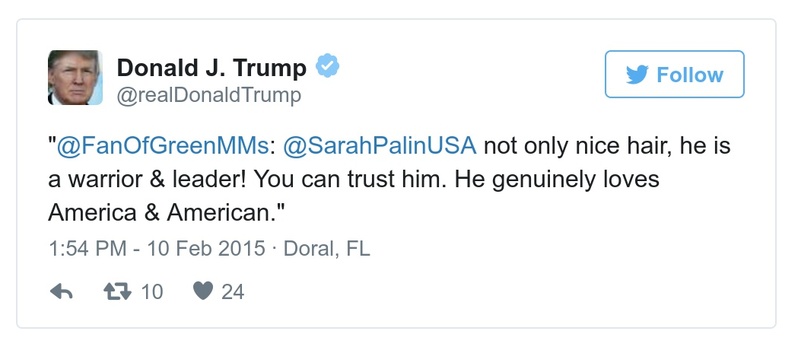 Donald J. Trump
Follow
@realDonaldTrump
"@FanOfGreenMMs: @SarahPalinUSA not only nice hair, he is
a warrior & leader! You can trust him. He genuinely loves
America & American."
1:54 PM - 10 Feb 2015 · Doral, FL
10 24